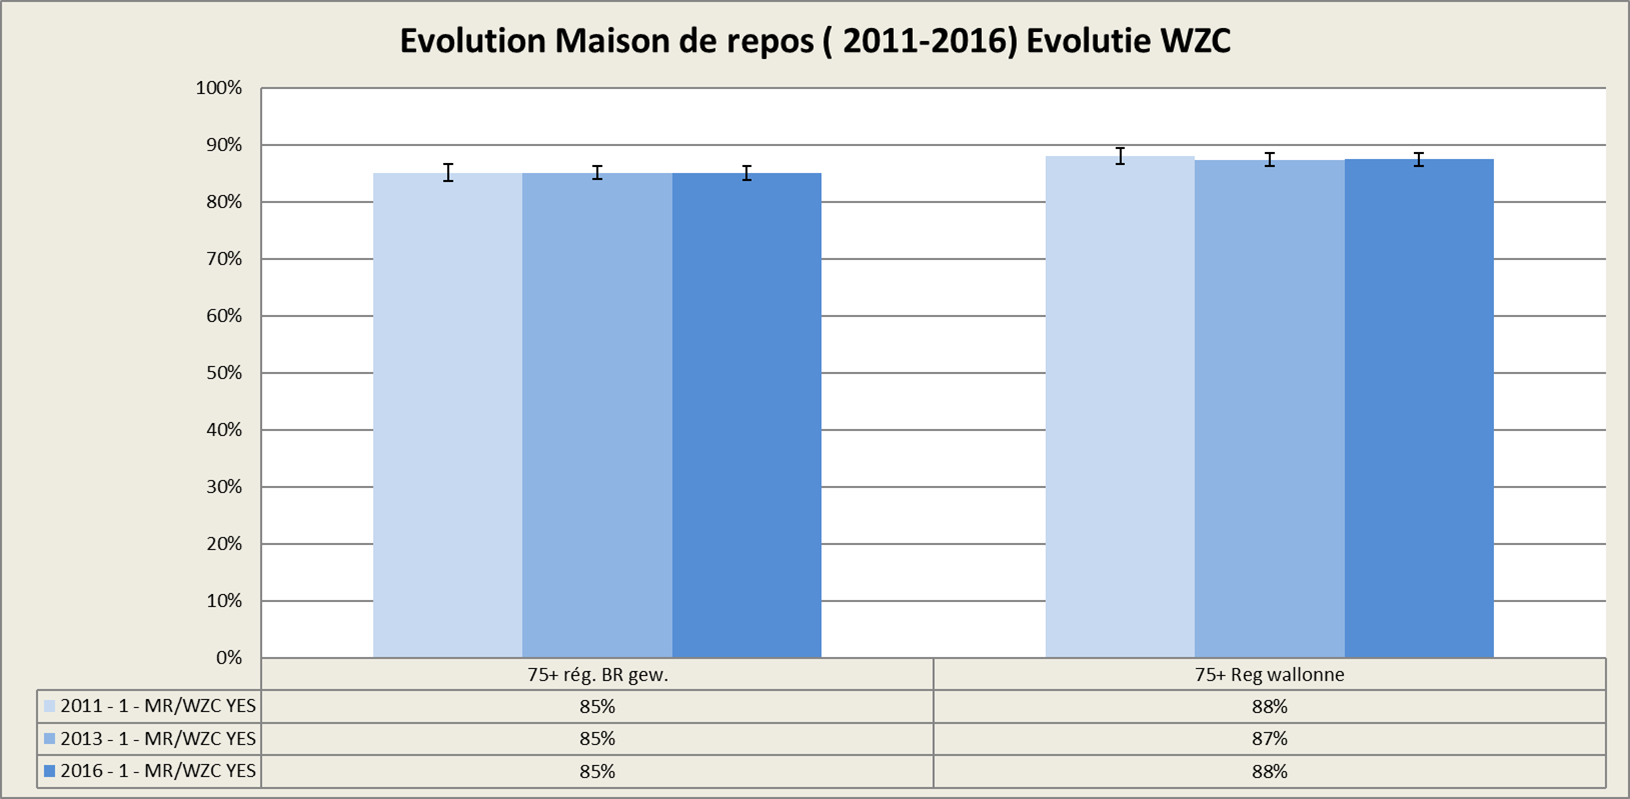 Evolution Maison de repos ( 2011-2016) Evolutie WZC
100%
90%
80%
70%
60%
50%
40%
30%
20%
10%
0%
75+ rég. BR gew. 75+ Reg wallonne
2011 - 1 - MR/WZC YES 85% 88%
2013 - 1 - MR/WZC YES 85% 87%
2016 - 1 - MR/WZC YES 85% 88%